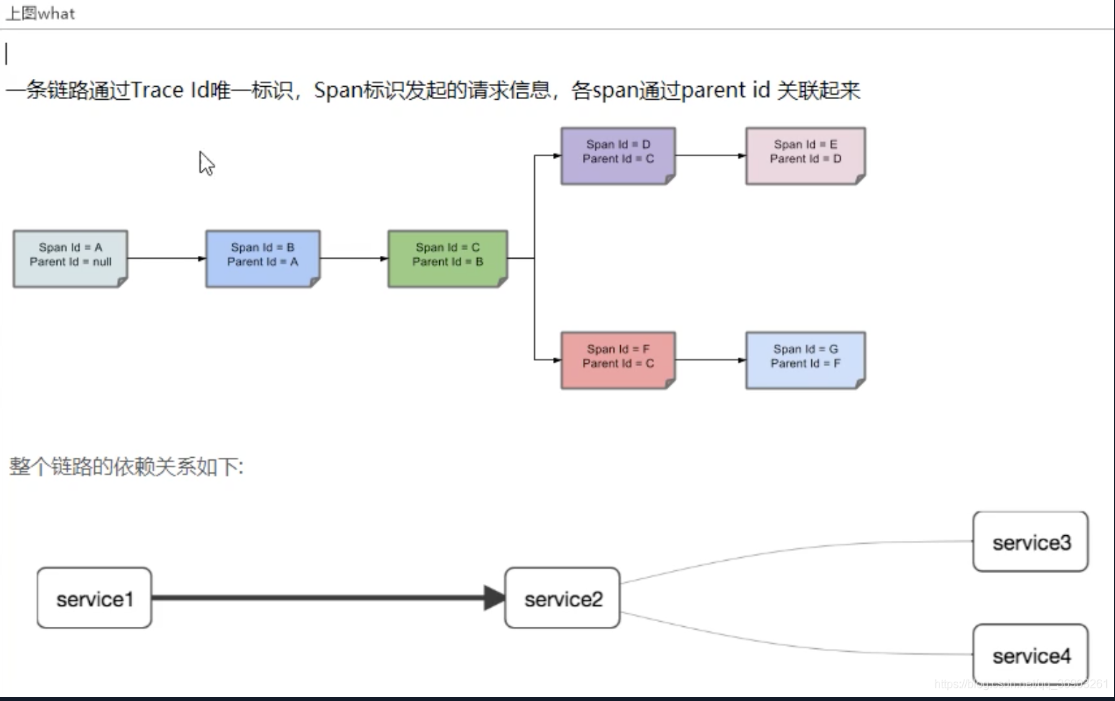 上图what
一条链路通过Trace Id唯一标识，Span标识发起的请求信息，各span通过parent id 关联起来
Span Id = D
Parent Id = C
Span Id = E
Parent Id = D
Span Id = A
Parent Id = null
Span Id = B
Parent Id = A
Span Id = C
Parent Id = B
Span Id = F
Parent Id = C
Span Id = G
Parent Id = F
整个链路的依赖关系如下:
service3
service1
service2
service4